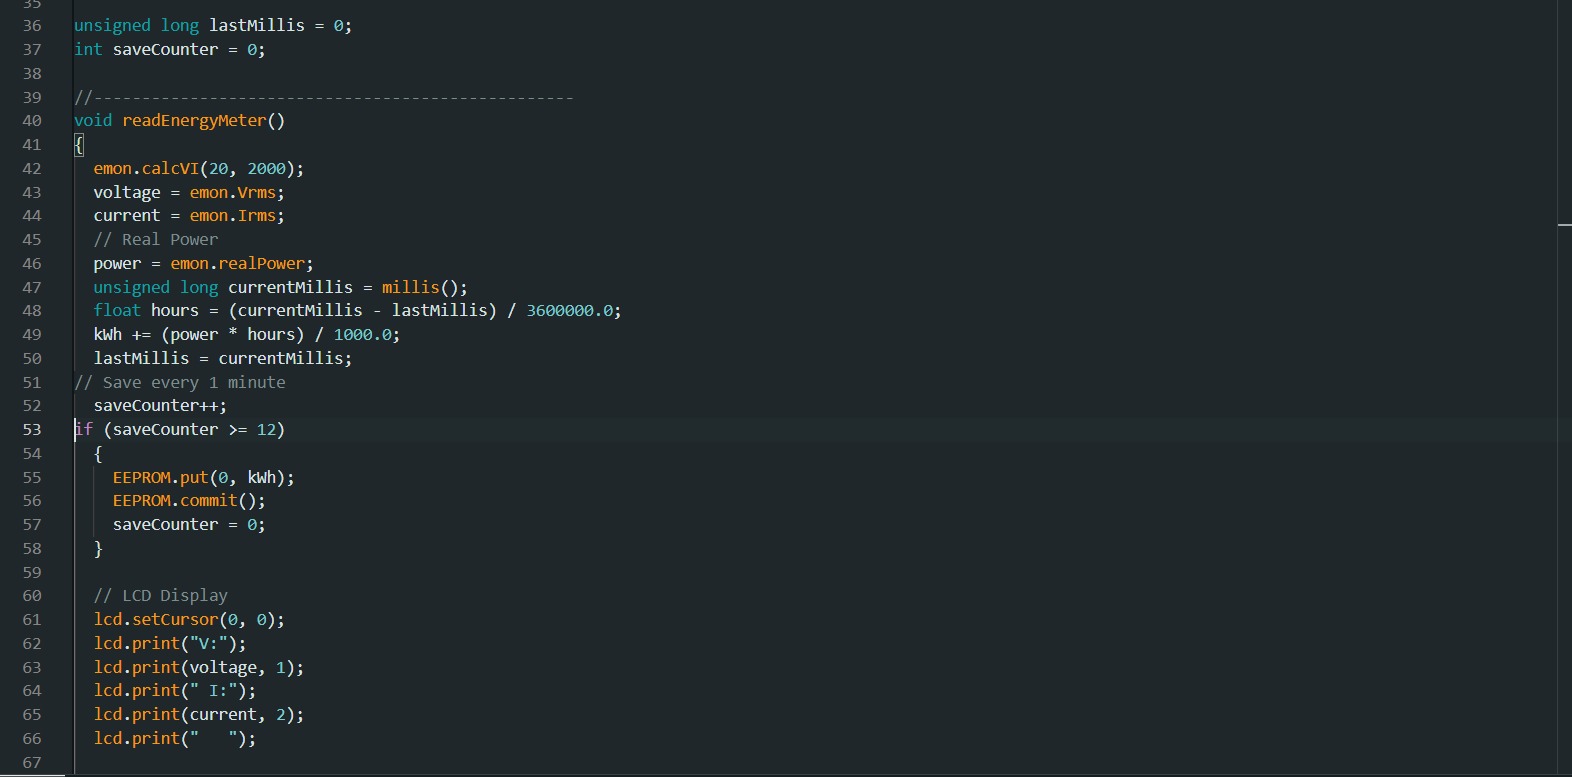 35
36 unsigned long lastMillis = 0;
37 int saveCounter = 0;
38
39 //--------------------------------------------------
40 void readEnergyMeter()
41 {
42   emon.calcVI(20, 2000);
43   voltage = emon.Vrms;
44   current = emon.Irms;
45   // Real Power
46   power = emon.realPower;
47   unsigned long currentMillis = millis();
48   float hours = (currentMillis - lastMillis) / 3600000.0;
49   kWh += (power * hours) / 1000.0;
50   lastMillis = currentMillis;
51 // Save every 1 minute
52   saveCounter++;
53 if (saveCounter >= 12)
54   {
55     EEPROM.put(0, kWh);
56     EEPROM.commit();
57     saveCounter = 0;
58   }
59
60   // LCD Display
61   lcd.setCursor(0, 0);
62   lcd.print("V:");
63   lcd.print(voltage, 1);
64   lcd.print(" I:");
65   lcd.print(current, 2);
66   lcd.print("   ");
67